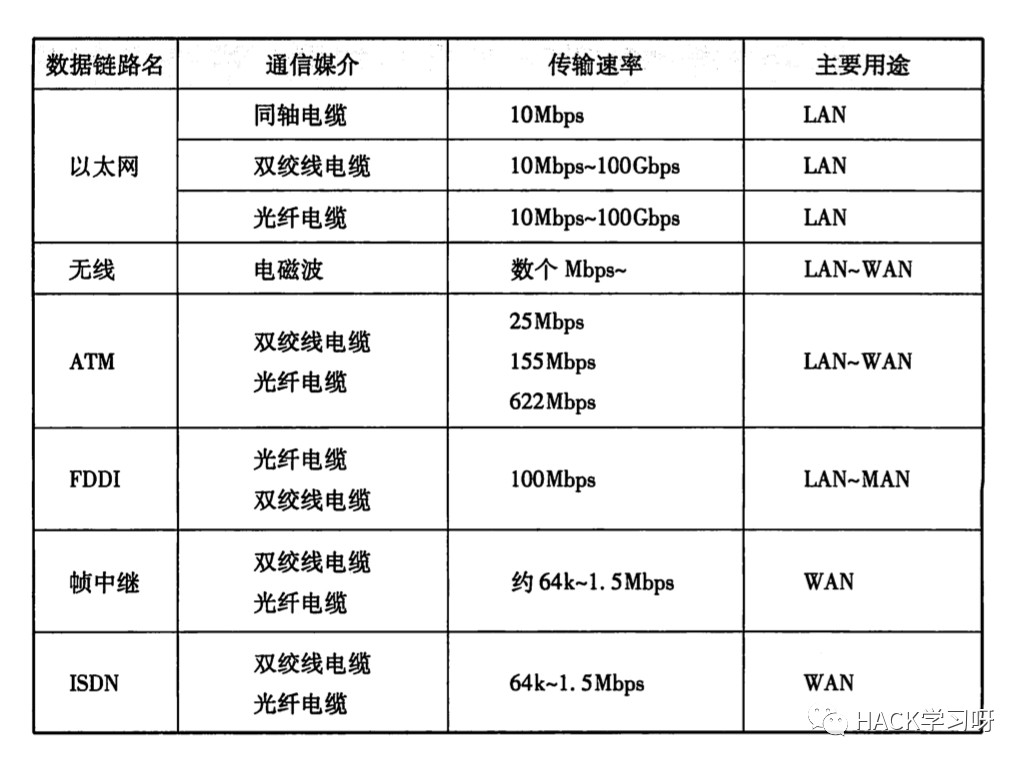 数据链路名 通信媒介 传输速率 主要用途
同轴电缆 10Mbps LAN
以太网 双绞线电缆 10Mbps~100Gbps LAN
光纤电缆 10Mbps~100Gbps LAN
无线 电磁波 数个 Mbps~ LAN~WAN
25Mbps
双绞线电缆
ATM 155Mbps LAN~WAN
光纤电缆
622Mbps
光纤电缆
FDDI 100Mbps LAN~MAN
双绞线电缆
双绞线电缆
帧中继 约 64k~1.5Mbps WAN
光纤电缆
双绞线电缆
ISDN 64k~1.5Mbps WAN
光纤电缆
HACK学习呀